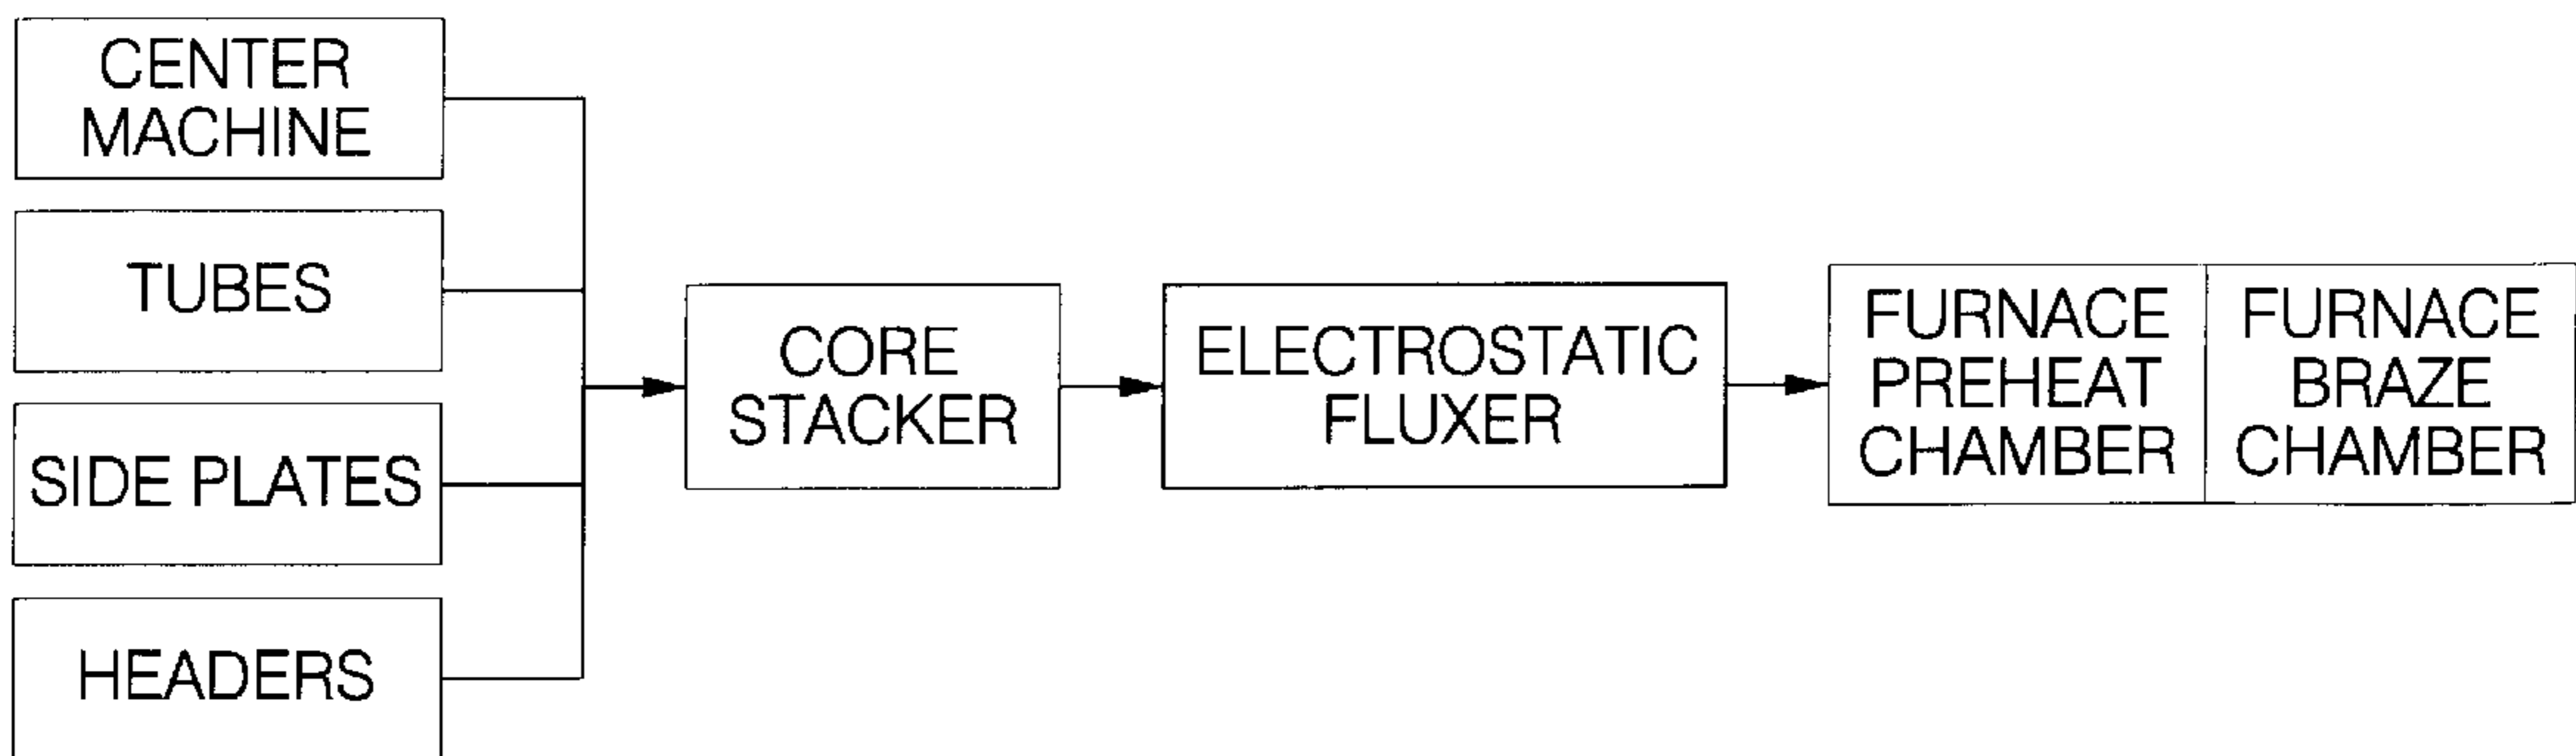 CENTER
MACHINE
TUBES
SIDE PLATES
HEADERS
CORE
STACKER
ELECTROSTATIC
FLUXER
FURNACE
PREHEAT
CHAMBER
FURNACE
BRAZE
CHAMBER